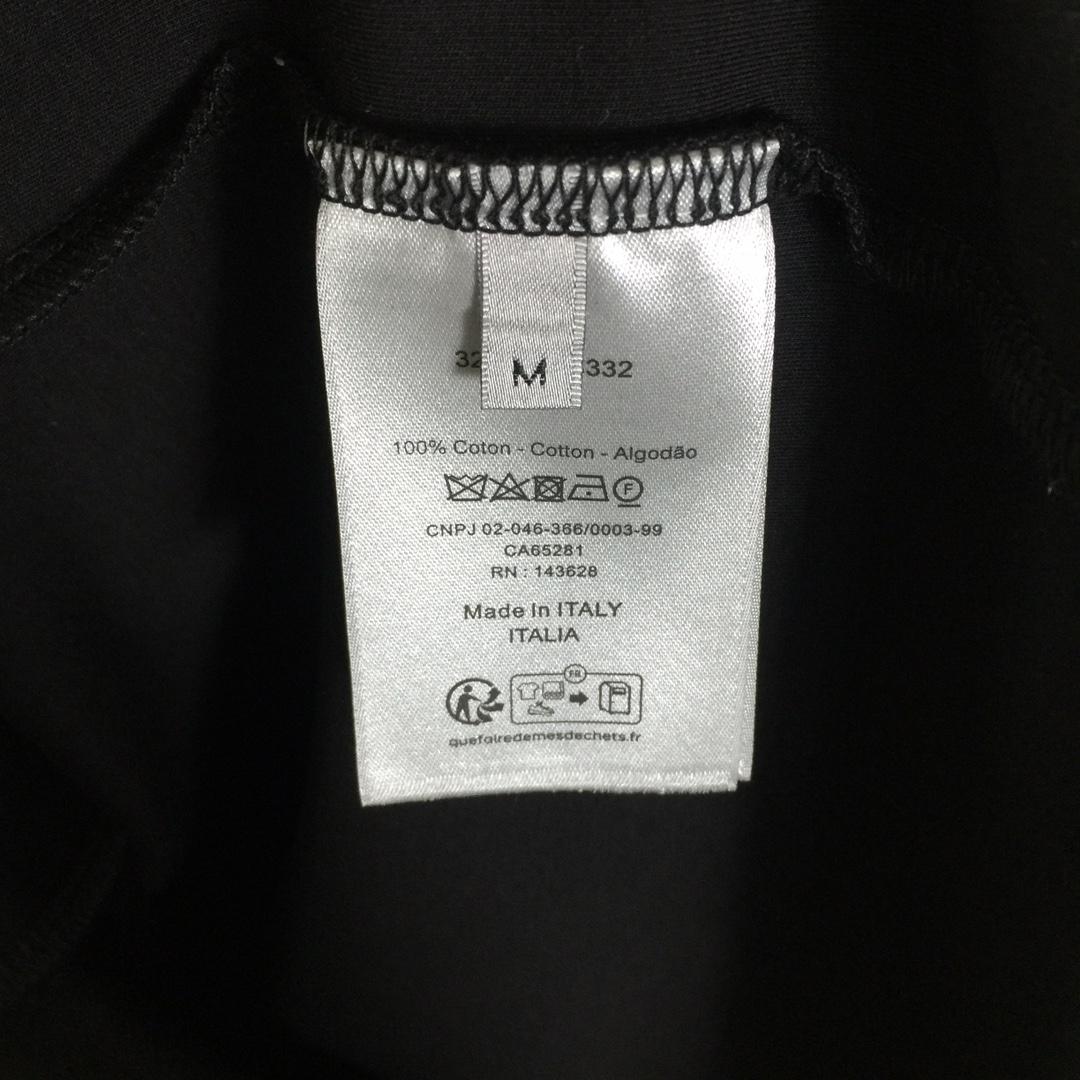 32 M 332
100% Coton - Cotton - Algodão
F
CNPJ 02-046-366/0003-99
CA65281
RN : 143628
Made in ITALY
ITALIA
FR
quefairedemesdechets.fr